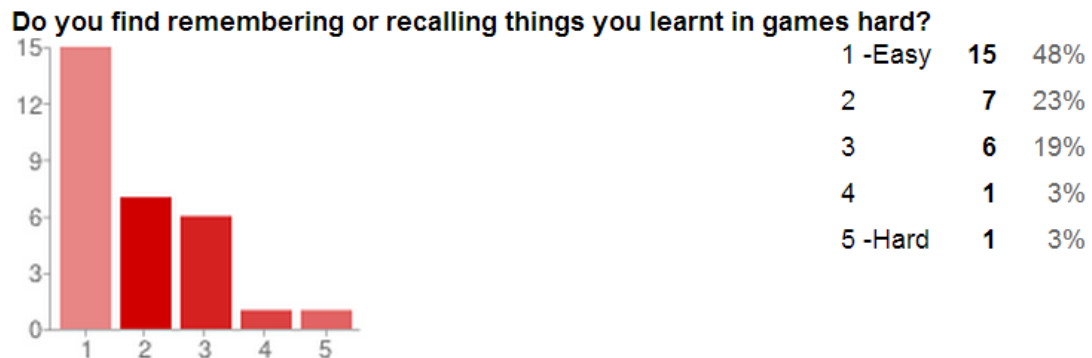 Do you find remembering or recalling things you learnt in games hard?
15
12
9
6
3
0
1 2 3 4 5
1 -Easy 15 48%
2 7 23%
3 6 19%
4 1 3%
5 -Hard 1 3%